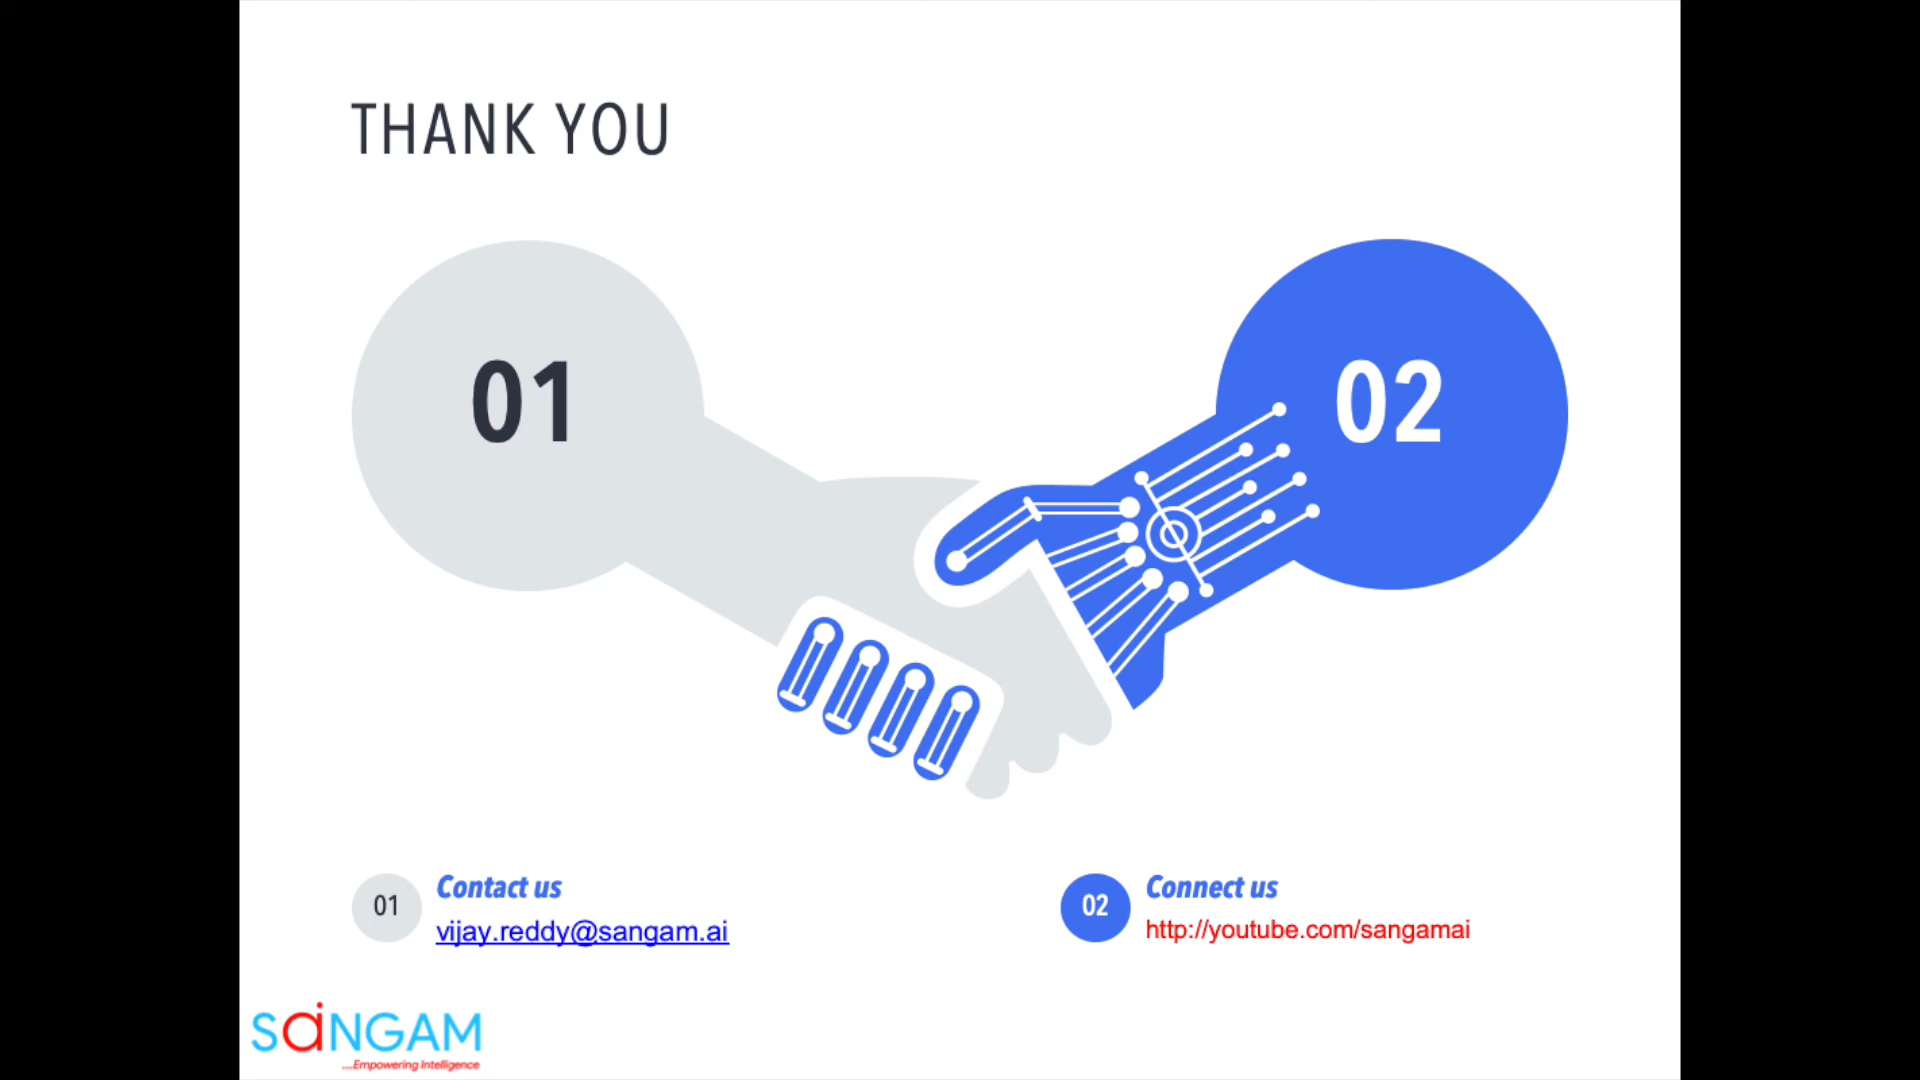 THANK YOU
01
02
01
Contact us
vijay.reddy@sangam.ai
02
Connect us
http://youtube.com/sangamai
SaiNGAM
....Empowering Intelligence